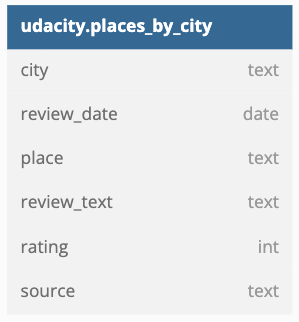 udacity.places_by_city
city text
review_date date
place text
review_text text
rating int
source text